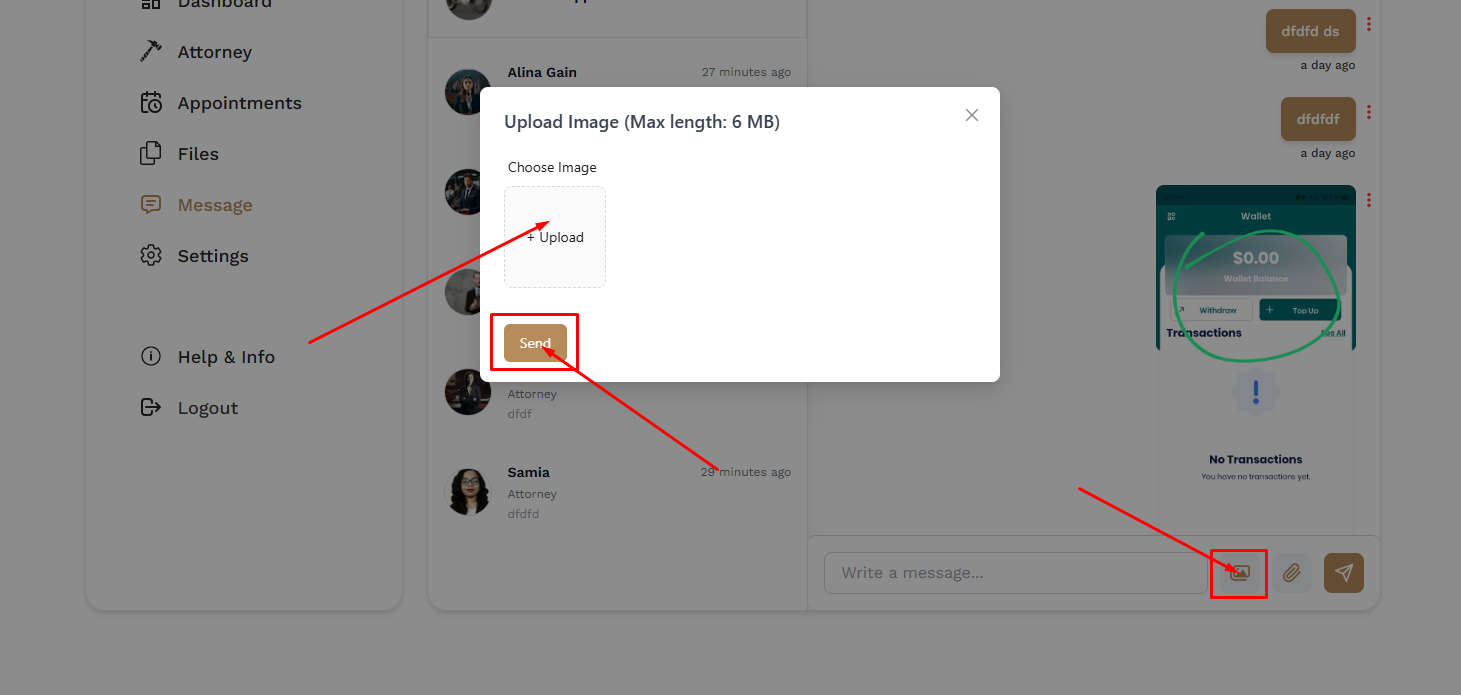 Dashboard
Attorney
Appointments
Files
Message
Settings
Help & Info
Logout
Alina Gain
27 minutes ago
Upload Image (Max length: 6 MB)
Choose Image
+ Upload
Send
Attorney
dfdf
Samia
29 minutes ago
Attorney
dfdfd
dfdfd ds
a day ago
dfdfdf
a day ago
Wallet
$0.00
Wallet Balance
Withdraw
Top Up
Transactions
See All
No Transactions
You have no transactions yet.
Write a message...